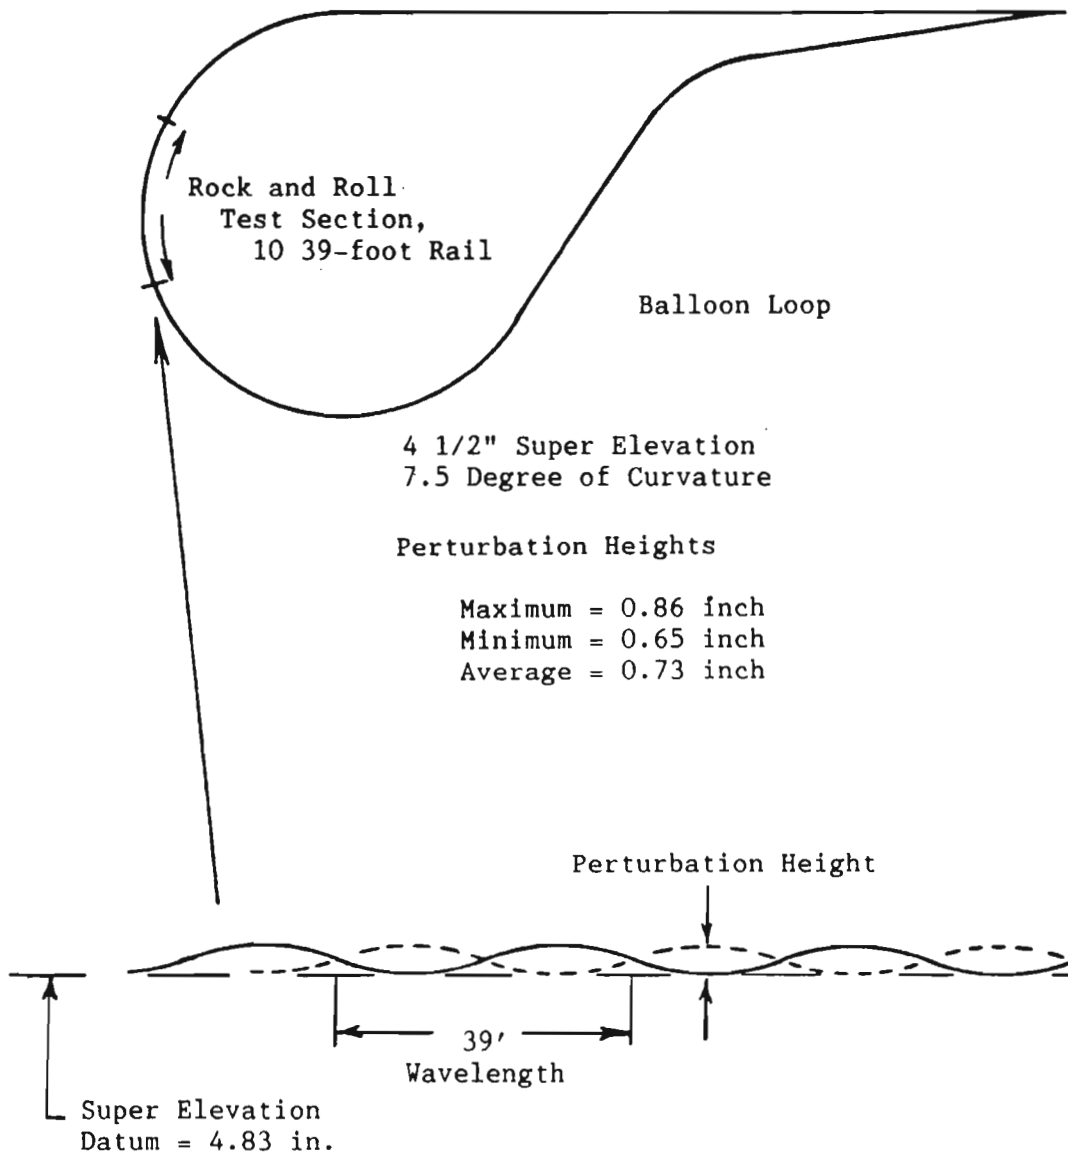 Rock and Roll
Test Section,
10 39-foot Rail
Balloon Loop
4 1/2" Super Elevation
7.5 Degree of Curvature
Perturbation Heights
Maximum = 0.86 inch
Minimum = 0.65 inch
Average = 0.73 inch
Perturbation Height
39'
Wavelength
Super Elevation
Datum = 4.83 in.